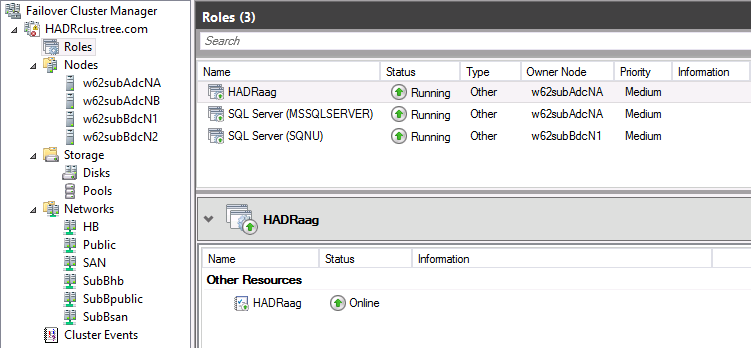 Failover Cluster Manager
HADRclus.tree.com
Roles
Nodes
w62subAdcNA
w62subAdcNB
w62subBdcN1
w62subBdcN2
Storage
Disks
Pools
Networks
HB
Public
SAN
SubBhb
SubBpublic
SubBsan
Cluster Events
Roles (3)
Search
Name Status Type Owner Node Priority Information
HADRaag Running Other w62subAdcNA Medium
SQL Server (MSSQLSERVER) Running Other w62subAdcNA Medium
SQL Server (SQNU) Running Other w62subBdcN1 Medium
HADRaag
Name Status Information
Other Resources
HADRaag Online